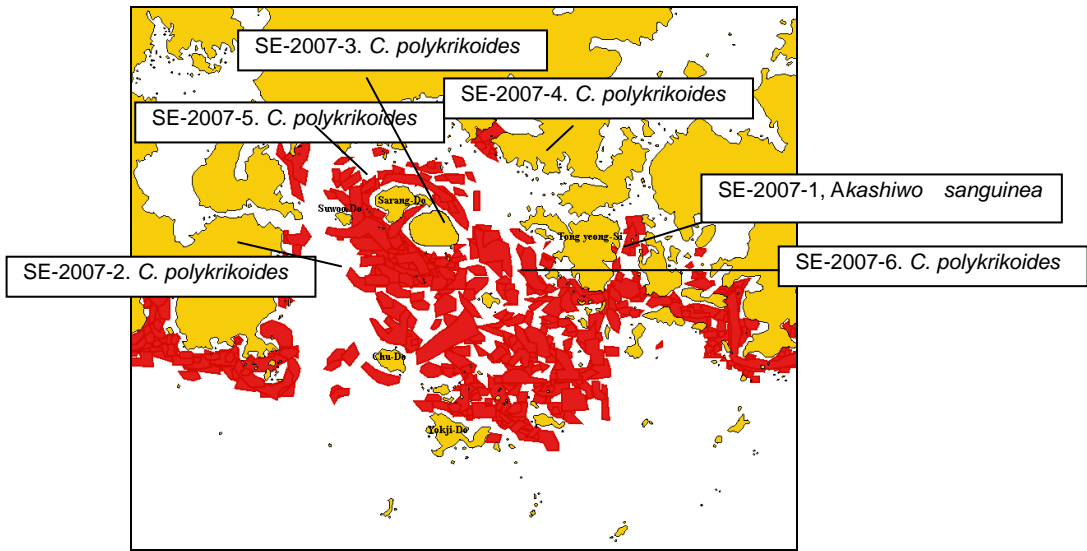 SE-2007-3. C. polykrikoides
SE-2007-4. C. polykrikoides
SE-2007-5. C. polykrikoides
SE-2007-1, Akashiwo sanguinea
Sarang-Do
Suwoo-Do
Tong yeong-Si
SE-2007-2. C. polykrikoides
SE-2007-6. C. polykrikoides
Chu-Do
Yokji-Do